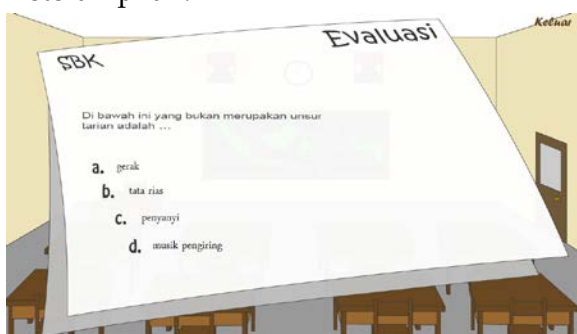 Keluar
SBK
Evaluasi
Di bawah ini yang bukan merupakan unsur
tarian adalah ...
a. gerak
b. tata rias
c. penyanyi
d. musik pengiring